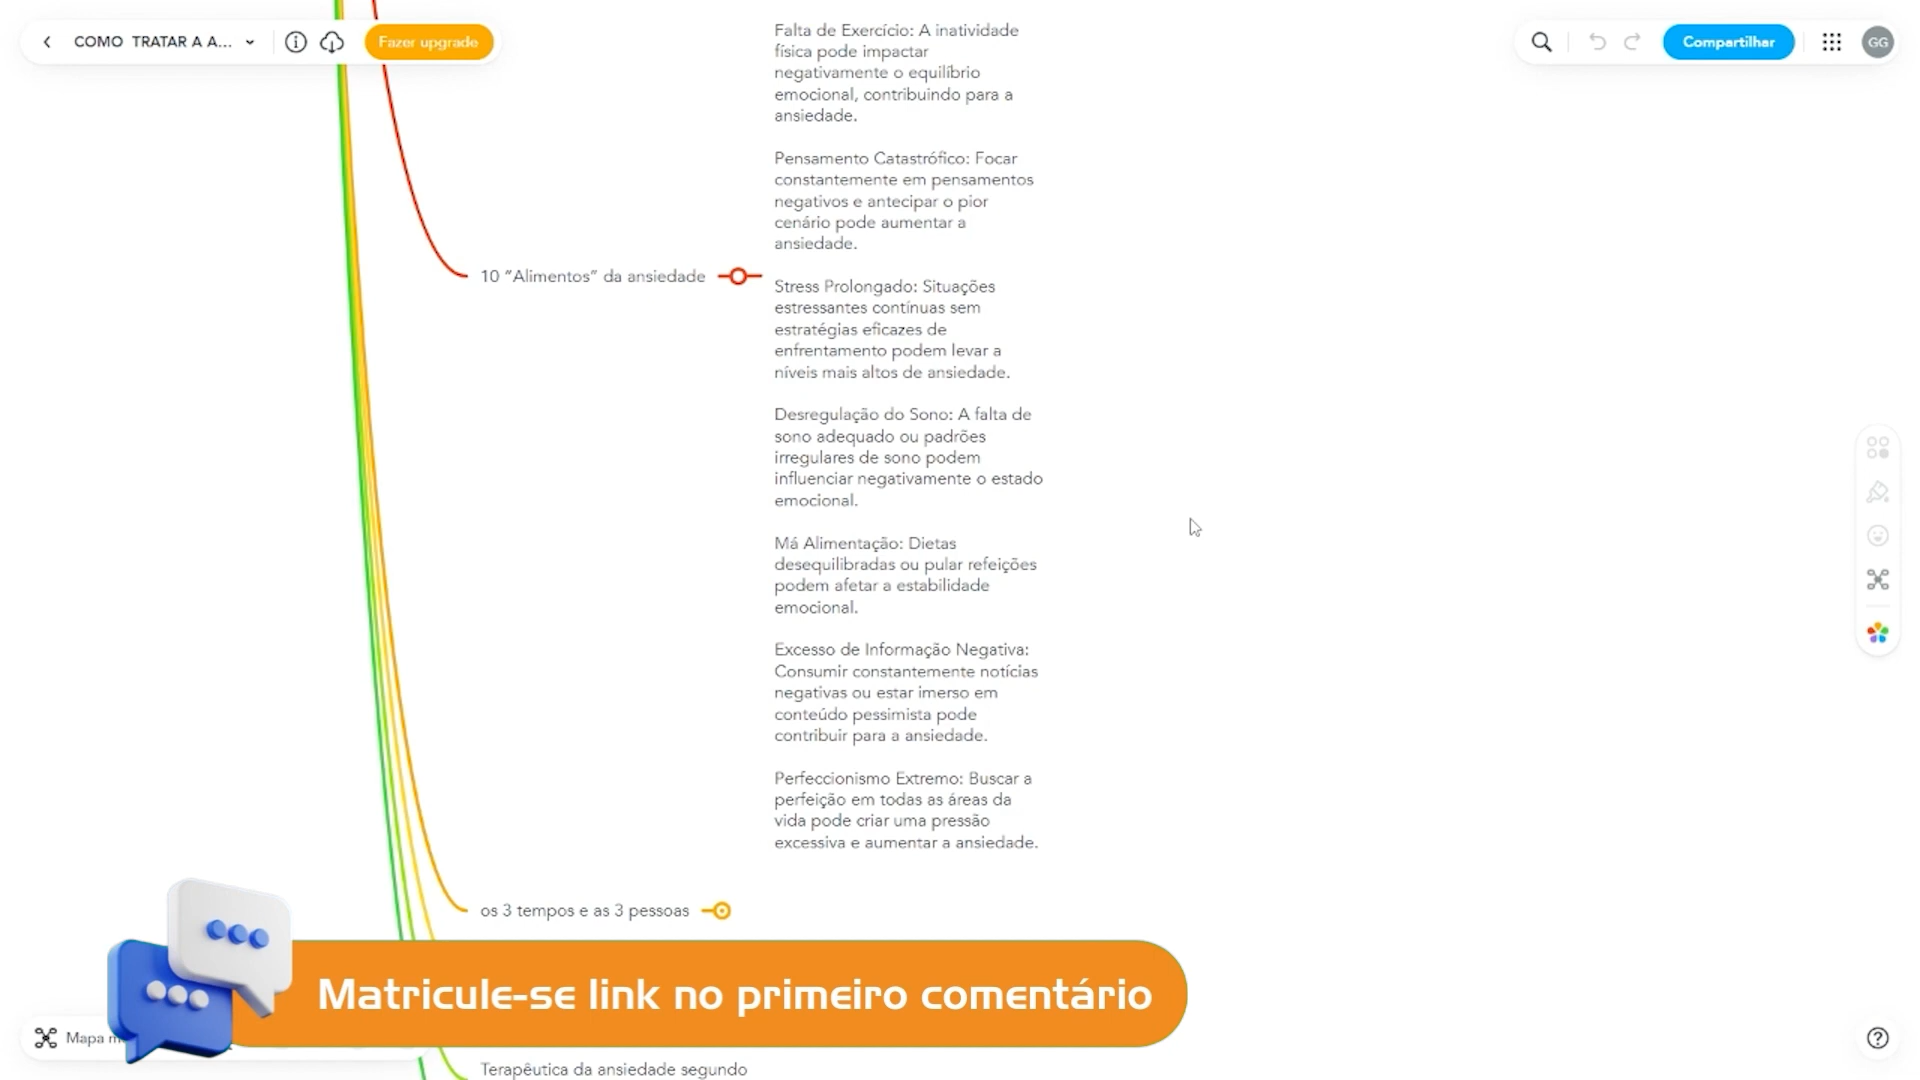 COMO TRATAR A A...
Fazer upgrade
Compartilhar
GG
Falta de Exercício: A inatividade
física pode impactar
negativamente o equilíbrio
emocional, contribuindo para a
ansiedade.
Pensamento Catastrófico: Focar
constantemente em pensamentos
negativos e antecipar o pior
cenário pode aumentar a
ansiedade.
10 "Alimentos" da ansiedade
Stress Prolongado: Situações
estressantes contínuas sem
estratégias eficazes de
enfrentamento podem levar a
níveis mais altos de ansiedade.
Desregulação do Sono: A falta de
sono adequado ou padrões
irregulares de sono podem
influenciar negativamente o estado
emocional.
Má Alimentação: Dietas
desequilibradas ou pular refeições
podem afetar a estabilidade
emocional.
Excesso de Informação Negativa:
Consumir constantemente notícias
negativas ou estar imerso em
conteúdo pessimista pode
contribuir para a ansiedade.
Perfeccionismo Extremo: Buscar a
perfeição em todas as áreas da
vida pode criar uma pressão
excessiva e aumentar a ansiedade.
os 3 tempos e as 3 pessoas
Matricule-se link no primeiro comentário
Mapa
Terapêutica da ansiedade segundo